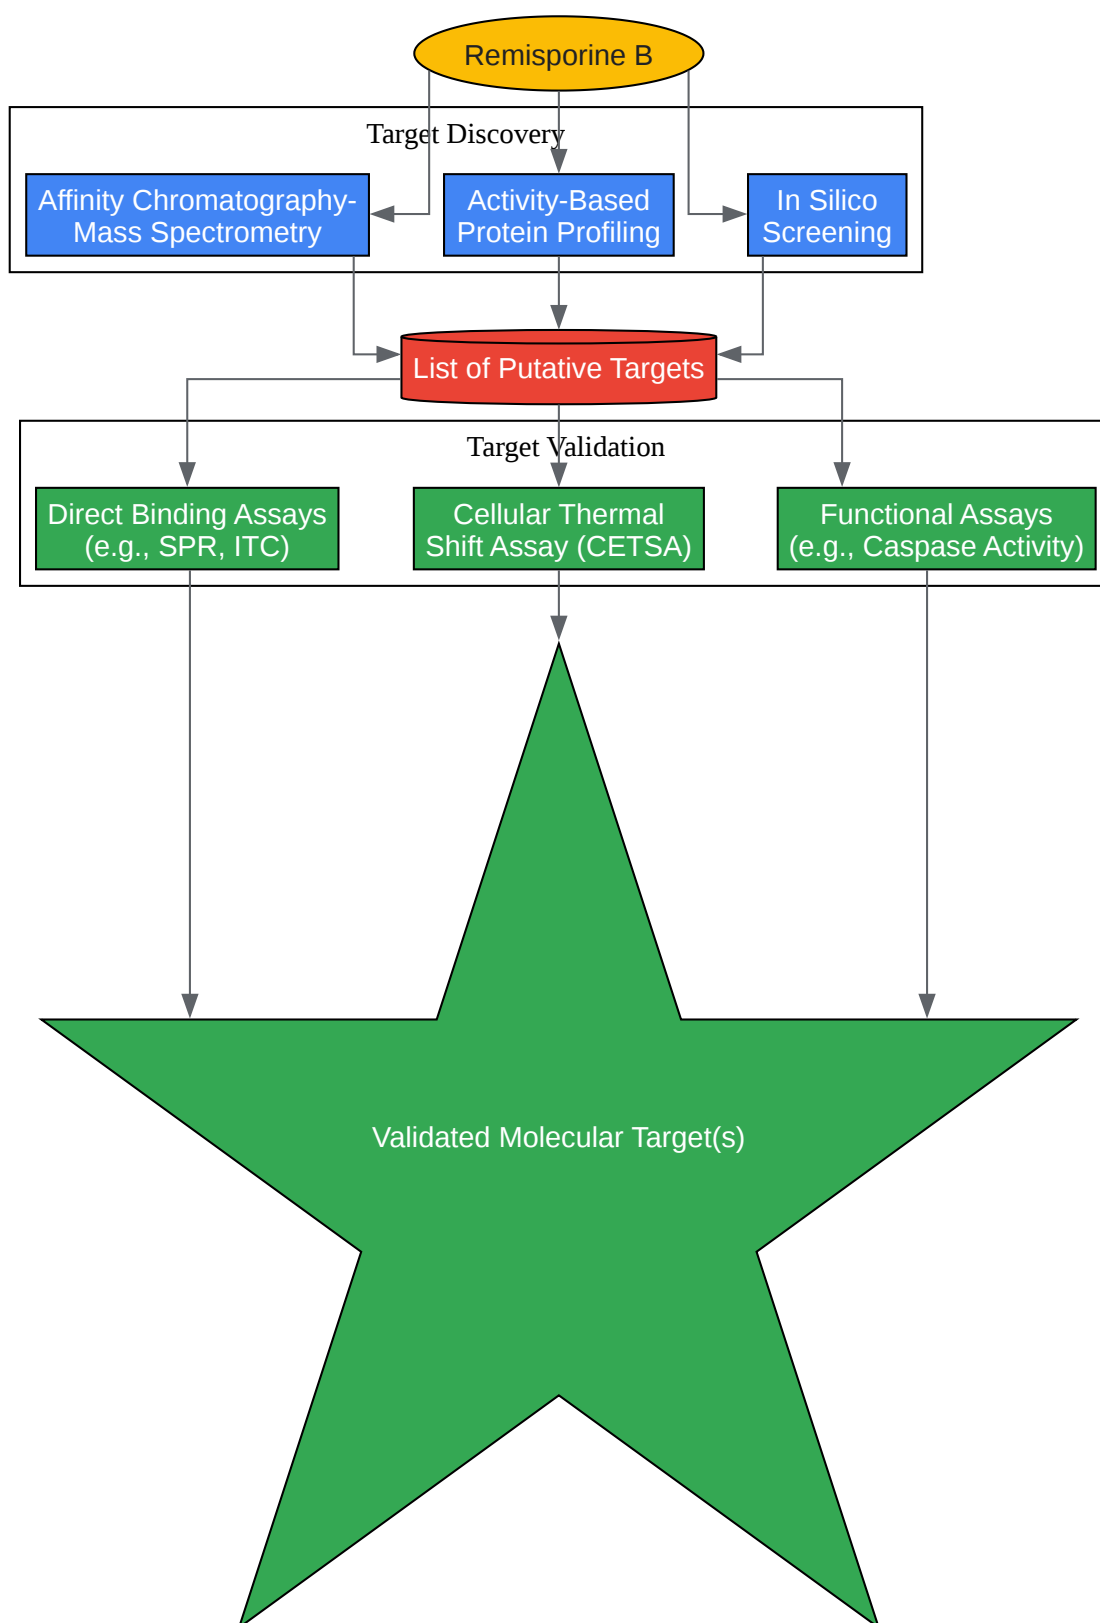 Remisporine B
Target Discovery
Affinity Chromatography-
Mass Spectrometry
Activity-Based
Protein Profiling
In Silico
Screening
List of Putative Targets
Target Validation
Direct Binding Assays
(e.g., SPR, ITC)
Cellular Thermal
Shift Assay (CETSA)
Functional Assays
(e.g., Caspase Activity)
Validated Molecular Target(s)